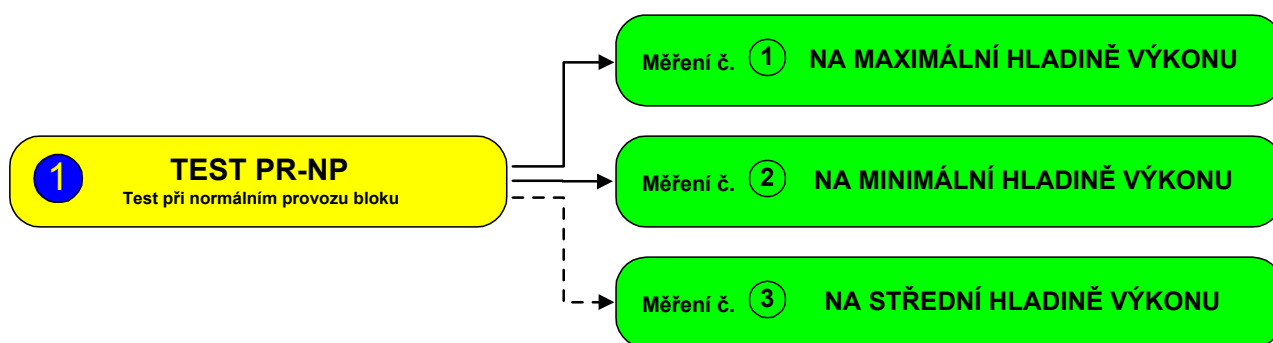 Měření č. 1 NA MAXIMÁLNÍ HLADINĚ VÝKONU
1 TEST PR-NP
Test při normálním provozu bloku
Měření č. 2 NA MINIMÁLNÍ HLADINĚ VÝKONU
Měření č. 3 NA STŘEDNÍ HLADINĚ VÝKONU